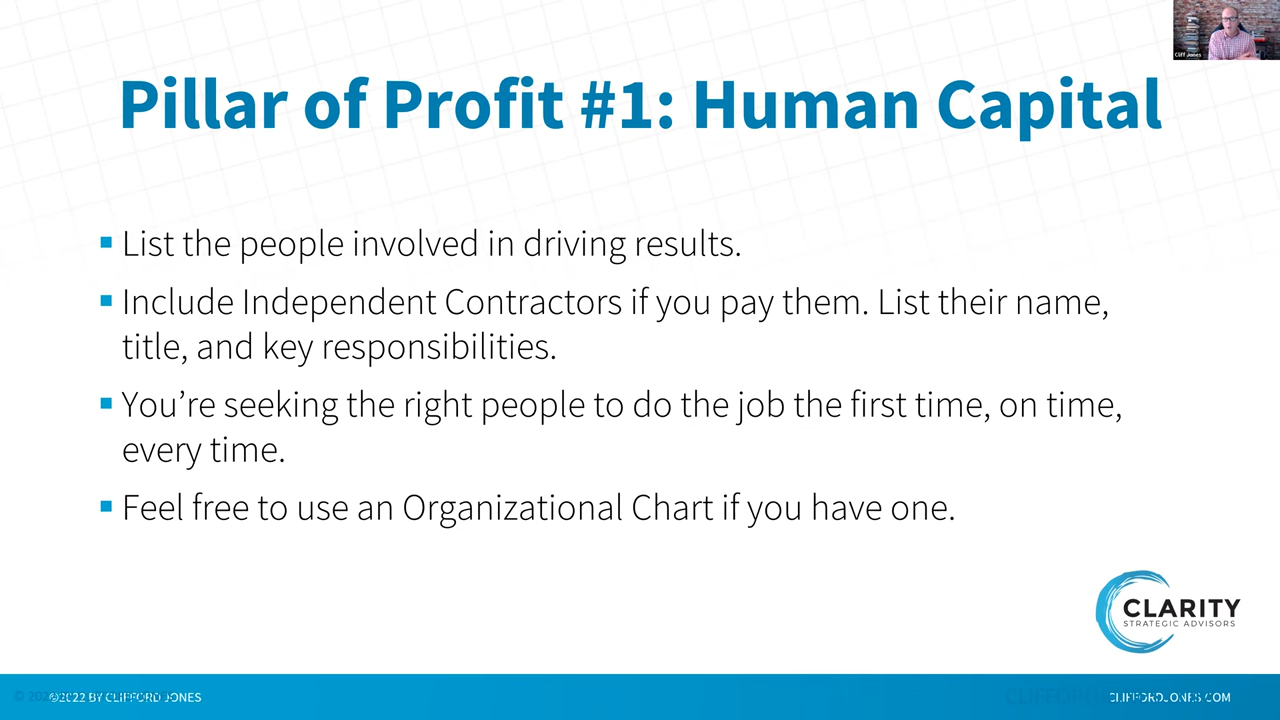 Cliff Jones
Pillar of Profit #1: Human Capital
▪ List the people involved in driving results.
▪ Include Independent Contractors if you pay them. List their name,
title, and key responsibilities.
▪ You’re seeking the right people to do the job the first time, on time,
every time.
▪ Feel free to use an Organizational Chart if you have one.
CLARITY
STRATEGIC ADVISORS
©2022 BY CLIFFORD JONES
CLIFFORDJONES.COM